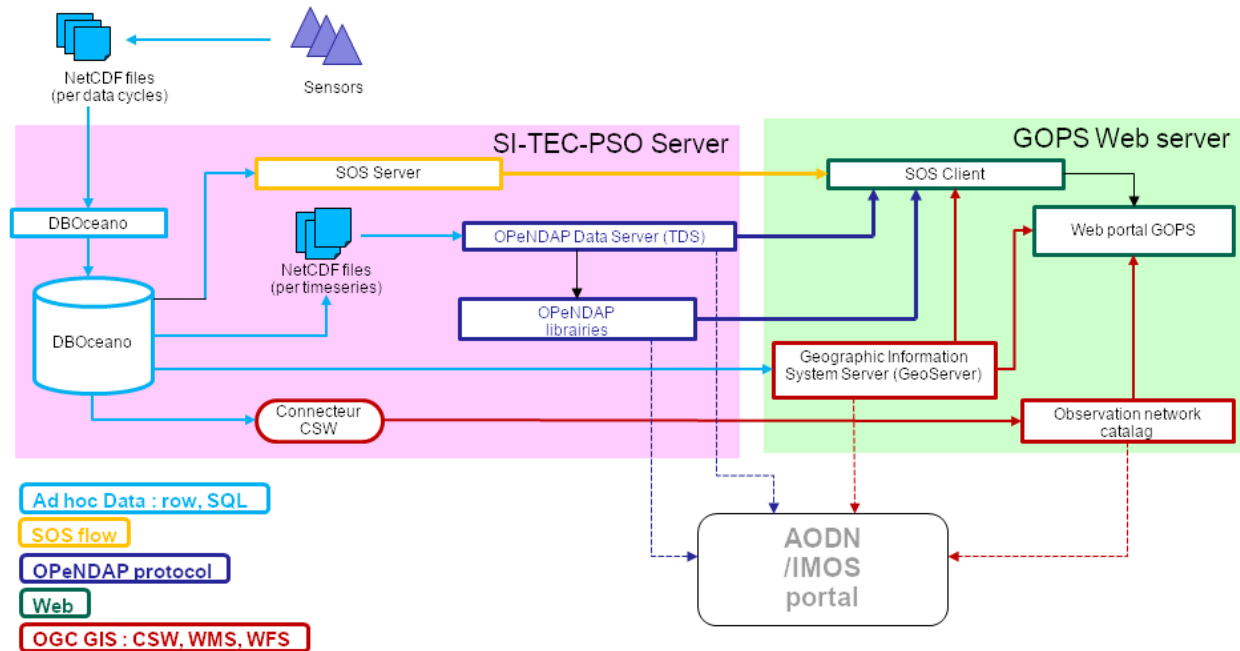 NetCDF files
(per data cycles)
Sensors
SI-TEC-PSO Server
GOPS Web server
SOS Server
SOS Client
DBOceano
OPeNDAP Data Server (TDS)
Web portal GOPS
NetCDF files
(per timeseries)
OPeNDAP
librairies
DBOceano
Geographic Information
System Server (GeoServer)
Connecteur
CSW
Observation network
catalag
Ad hoc Data : row, SQL
SOS flow
OPeNDAP protocol
Web
OGC GIS : CSW, WMS, WFS
AODN
/IMOS
portal